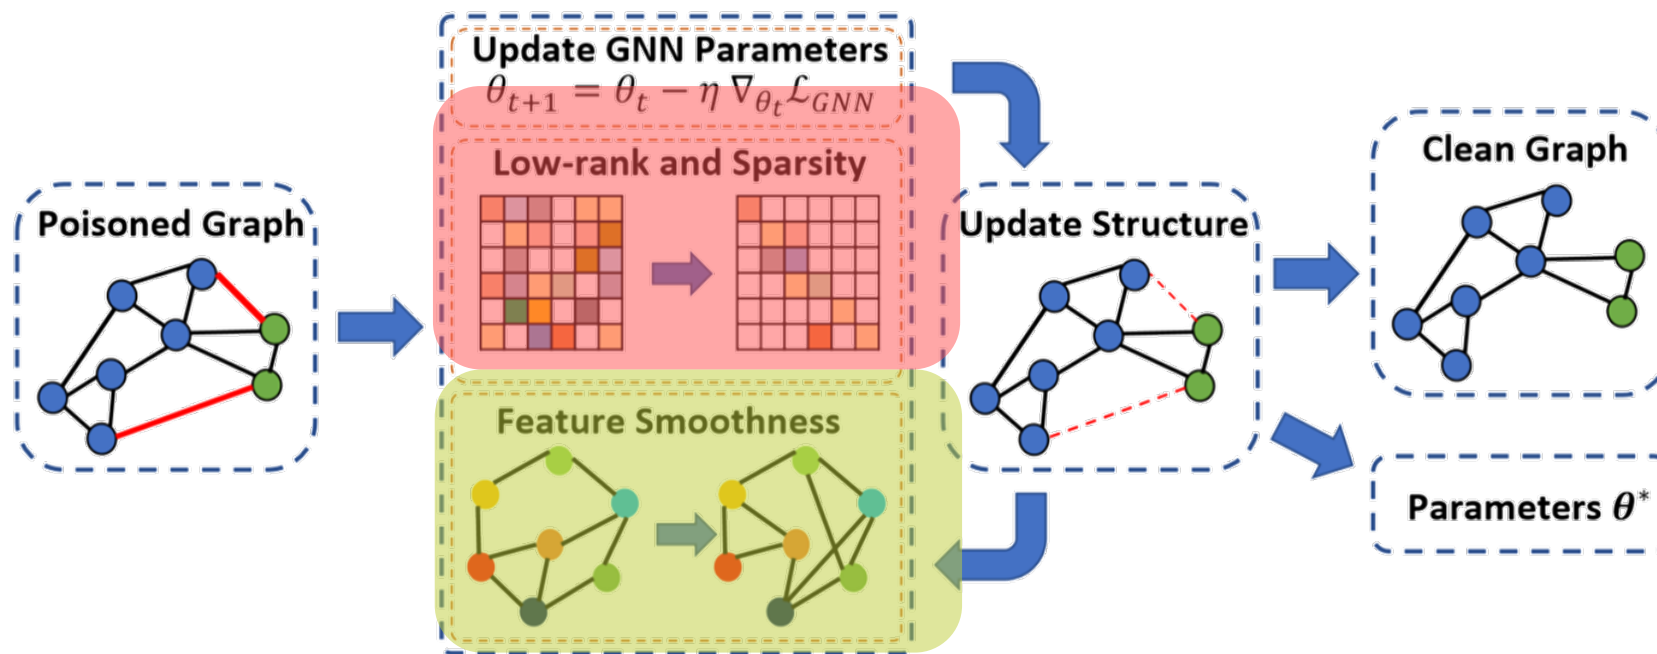 Poisoned Graph
Update GNN Parameters
θ_{t+1} = θ_t − η ∇_{θ_t} ℒ_{GNN}
Low-rank and Sparsity
Feature Smoothness
Update Structure
Clean Graph
Parameters θ*